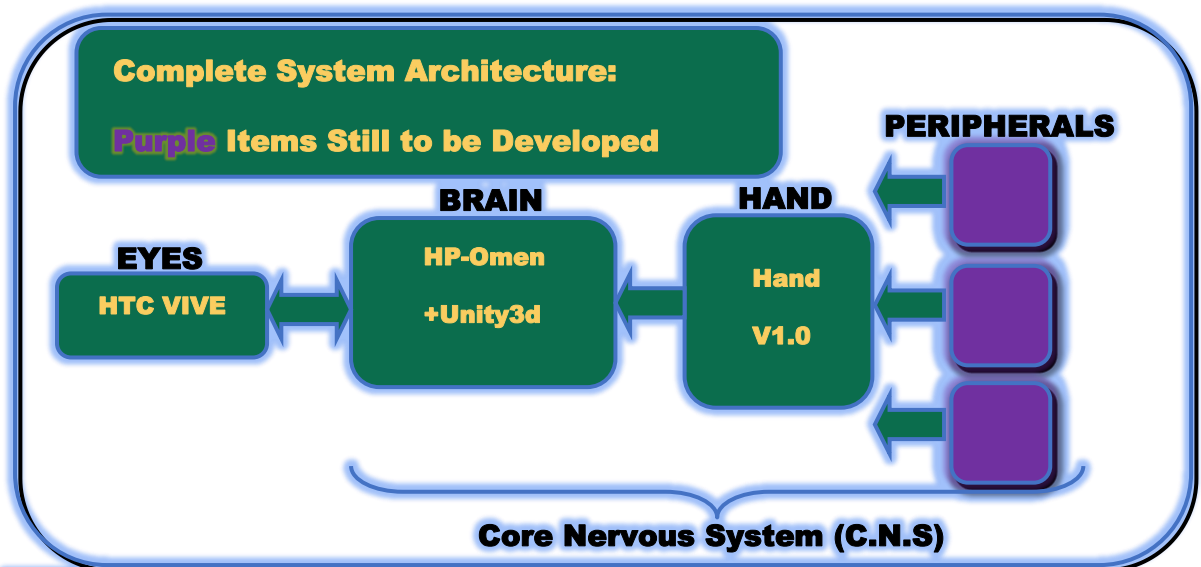 Complete System Architecture:
Purple Items Still to be Developed
PERIPHERALS
BRAIN
HAND
EYES
HTC VIVE
HP-Omen
+Unity3d
Hand
V1.0
Core Nervous System (C.N.S)